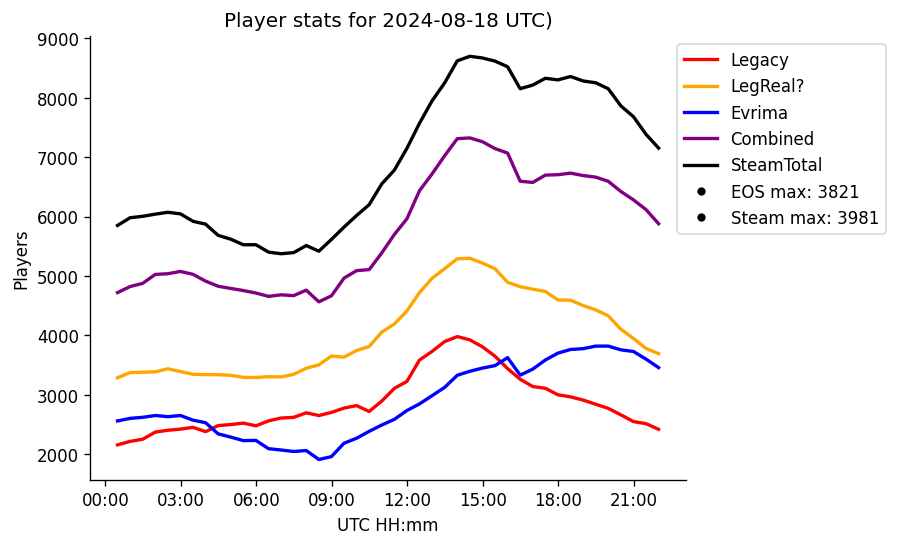 Player stats for 2024-08-18 UTC)
9000
8000
7000
6000
5000
4000
3000
2000
Players
00:00 03:00 06:00 09:00 12:00 15:00 18:00 21:00
UTC HH:mm
Legacy
LegReal?
Evrima
Combined
SteamTotal
EOS max: 3821
Steam max: 3981